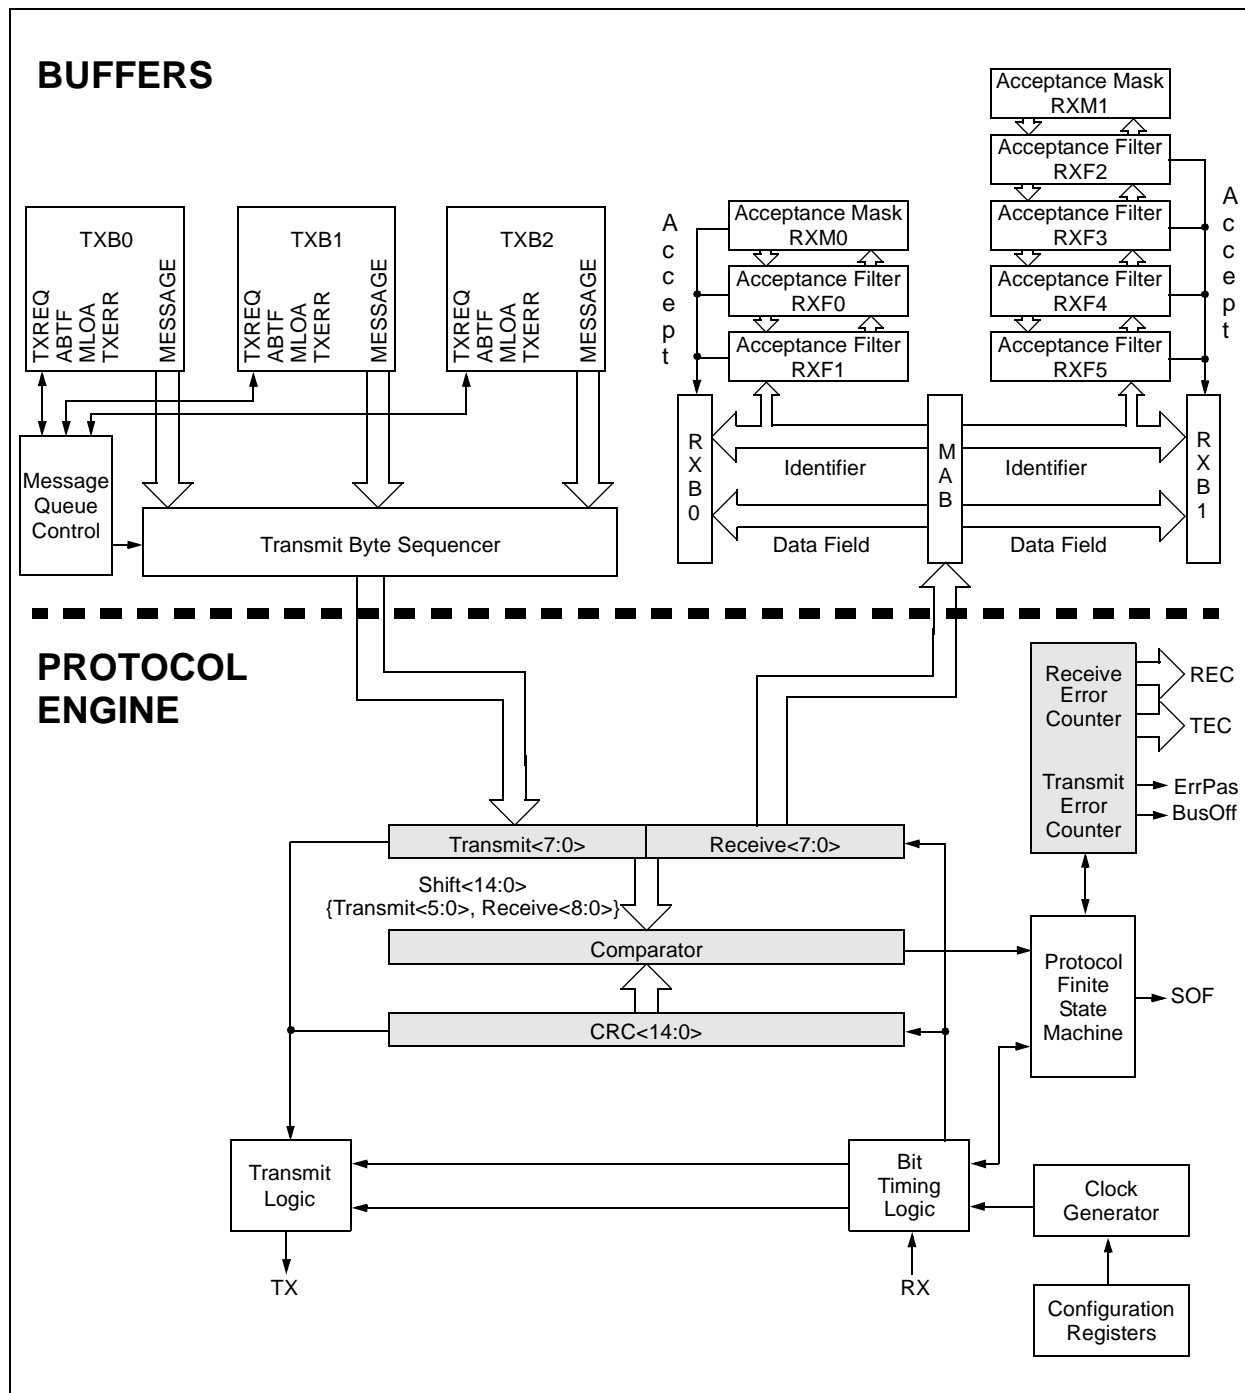 BUFFERS
Acceptance Mask
RXM1
Acceptance Filter
RXF2
Acceptance Filter
RXF3
Acceptance Filter
RXF4
Acceptance Filter
RXF5
Accept
Acceptance Mask
RXM0
Acceptance Filter
RXF0
Acceptance Filter
RXF1
Accept
TXB0
TXREQ
ABTF
MLOA
TXERR
MESSAGE
TXB1
TXREQ
ABTF
MLOA
TXERR
MESSAGE
TXB2
TXREQ
ABTF
MLOA
TXERR
MESSAGE
Message
Queue
Control
Transmit Byte Sequencer
RXB0
Identifier
Data Field
MAB
Identifier
Data Field
RXB1
PROTOCOL
ENGINE
Receive
Error
Counter
Transmit
Error
Counter
REC
TEC
ErrPas
BusOff
Transmit<7:0>
Receive<7:0>
Shift<14:0>
{Transmit<5:0>, Receive<8:0>}
Comparator
CRC<14:0>
Protocol
Finite
State
Machine
SOF
Transmit
Logic
Bit
Timing
Logic
Clock
Generator
TX
RX
Configuration
Registers